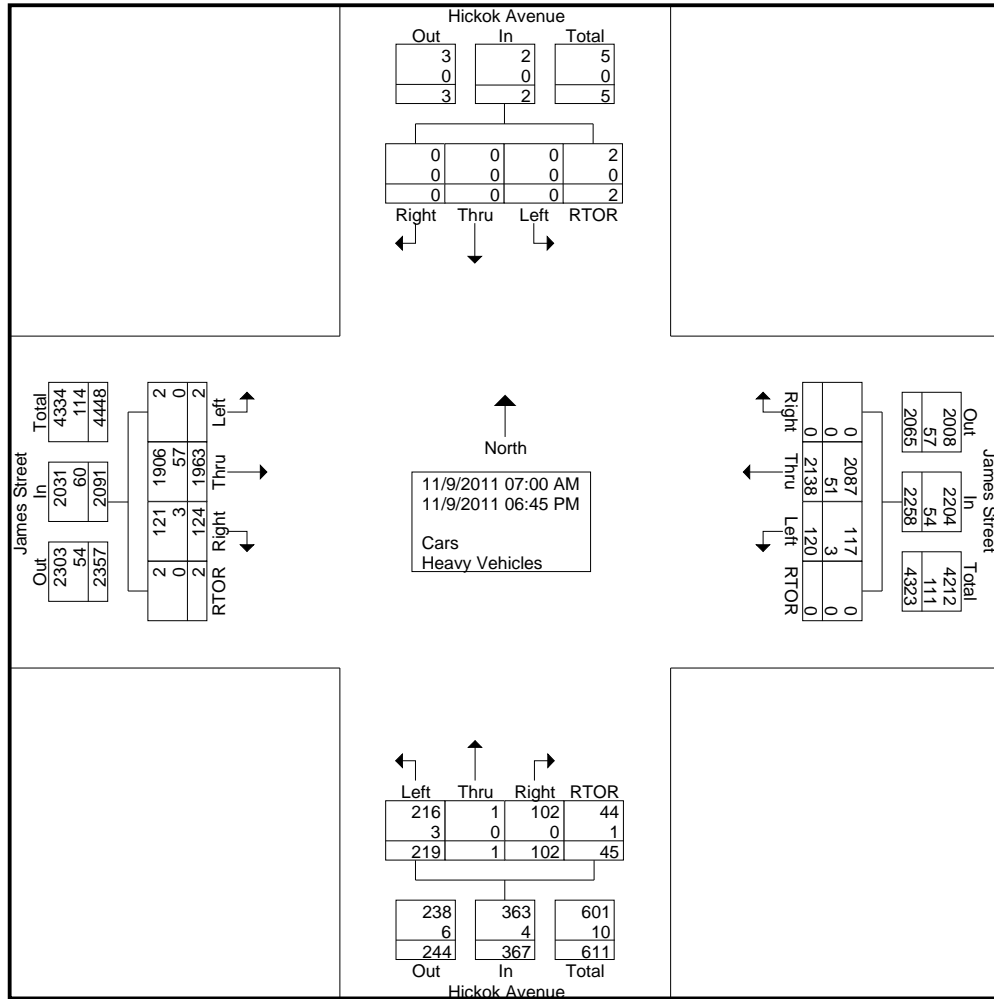 Hickok Avenue
Out In Total
3 2 5
0 0 0
3 2 5
0 0 0 2
0 0 0 0
0 0 0 2
Right Thru Left RTOR
James Street
Total In Out
4334 2031 2303
114 60 54
4448 2091 2357
Left Thru Right RTOR
2 1906 121 2
0 57 3 0
2 1963 124 2
North
11/9/2011 07:00 AM
11/9/2011 06:45 PM
Cars
Heavy Vehicles
Right Thru Left RTOR
0 2087 117 0
0 51 3 0
0 2138 120 0
James Street
Out In Total
2008 2204 4212
57 54 111
2065 2258 4323
Left Thru Right RTOR
216 1 102 44
3 0 0 1
219 1 102 45
238 363 601
6 4 10
244 367 611
Out In Total
Hickok Avenue